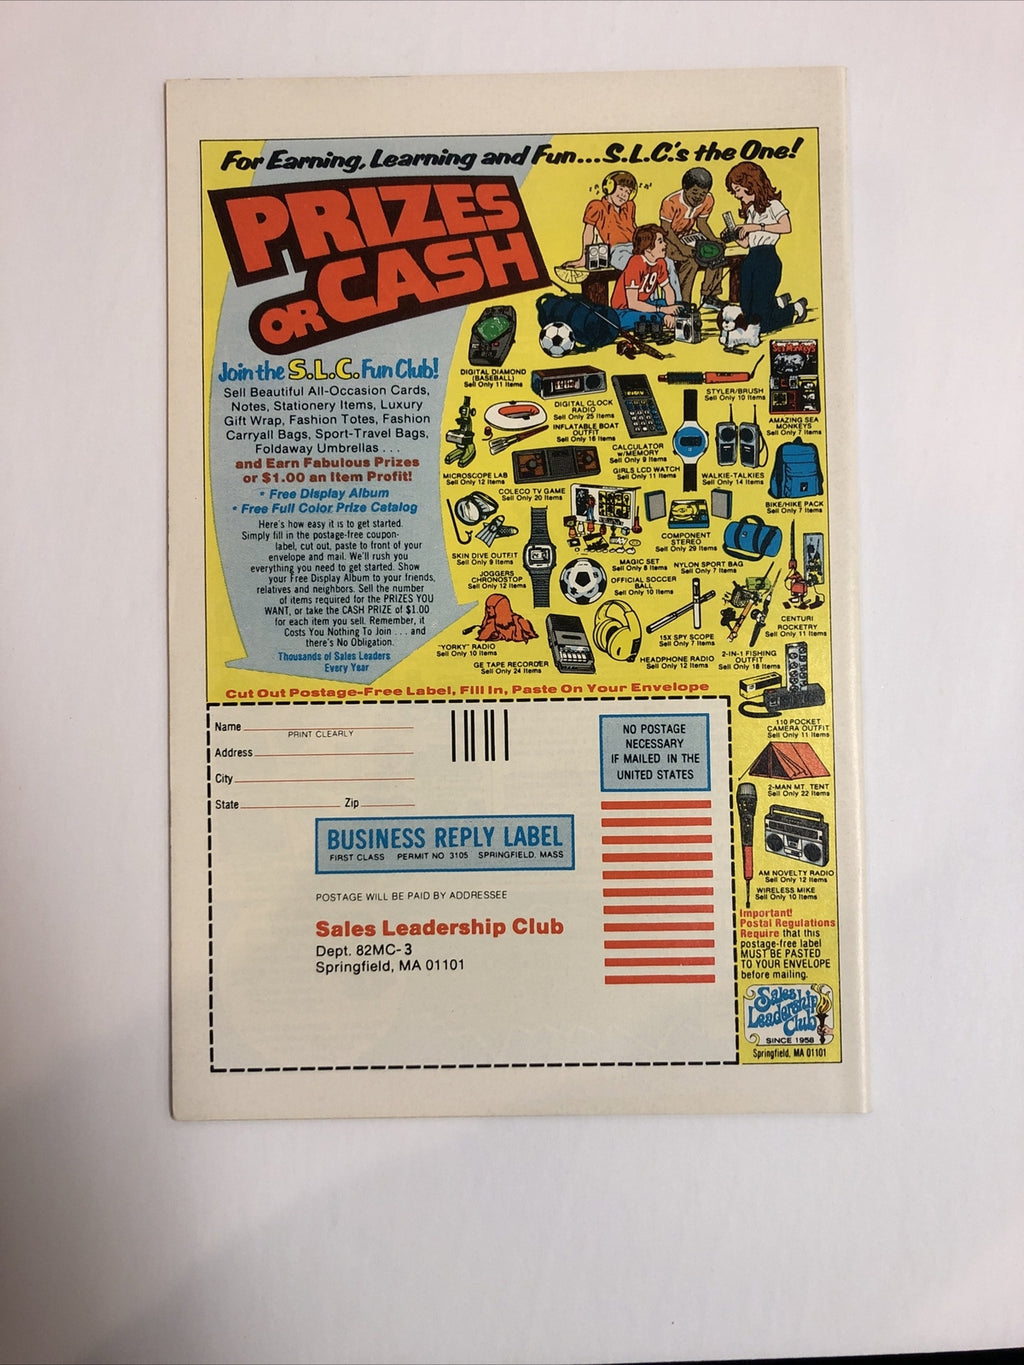 For Earning, Learning and Fun...S.L.C.'s the One!
PRIZES
OR CASH
Join the S.L.C. Fun Club!
Sell Beautiful All-Occasion Cards,
Notes, Stationery Items, Luxury
Gift Wrap, Fashion Totes, Fashion
Carryall Bags, Sport-Travel Bags,
Foldaway Umbrellas . . .
and Earn Fabulous Prizes
or $1.00 an Item Profit!
* Free Display Album
* Free Full Color Prize Catalog
Here's how easy it is to get started.
Simply fill in the postage-free coupon-
label, cut out, paste to front of your
envelope and mail. We'll rush you
everything you need to get started. Show
your Free Display Album to your friends,
relatives and neighbors. Sell the number
of items required for the PRIZES YOU
WANT, or take the CASH PRIZE of $1.00
for each item you sell. Remember, it
Costs You Nothing To Join . . . and
there's No Obligation.
Thousands of Sales Leaders
Every Year
19
DIGITAL DIAMOND
(BASEBALL)
Sell Only 11 Items
DIGITAL CLOCK
RADIO
Sell Only 25 Items
STYLER/BRUSH
Sell Only 10 Items
Sea Monkeys
AMAZING SEA
MONKEYS
Sell Only 7 Items
INFLATABLE BOAT
OUTFIT
Sell Only 16 Items
CALCULATOR
w/MEMORY
Sell Only 9 Items
MICROSCOPE LAB
Sell Only 12 Items
COLECO TV GAME
Sell Only 20 Items
GIRLS LCD WATCH
Sell Only 11 Items
WALKIE-TALKIES
Sell Only 14 Items
BIKE/HIKE PACK
Sell Only 7 Items
SKIN DIVE OUTFIT
Sell Only 9 Items
JOGGERS
CHRONOSTOP
Sell Only 12 Items
MAGIC SET
Sell Only 8 Items
COMPONENT
STEREO
Sell Only 29 Items
NYLON SPORT BAG
Sell Only 7 Items
OFFICIAL SOCCER
BALL
Sell Only 10 Items
CENTURI
ROCKETRY
Sell Only 11 Items
"YORKY" RADIO
Sell Only 10 Items
GE TAPE RECORDER
Sell Only 24 Items
HEADPHONE RADIO
Sell Only 12 Items
15X SPY SCOPE
Sell Only 7 Items
2-IN-1 FISHING
OUTFIT
Sell Only 18 Items
110 POCKET
CAMERA OUTFIT
Sell Only 11 Items
2-MAN MT. TENT
Sell Only 22 Items
AM NOVELTY RADIO
Sell Only 12 Items
WIRELESS MIKE
Sell Only 10 Items
Cut Out Postage-Free Label, Fill In, Paste On Your Envelope
Name
PRINT CLEARLY
Address
City
State Zip
NO POSTAGE
NECESSARY
IF MAILED IN THE
UNITED STATES
BUSINESS REPLY LABEL
FIRST CLASS PERMIT NO 3105 SPRINGFIELD, MASS
POSTAGE WILL BE PAID BY ADDRESSEE
Sales Leadership Club
Dept. 82MC-3
Springfield, MA 01101
Important!
Postal Regulations
Require that this
postage-free label
MUST BE PASTED
TO YOUR ENVELOPE
before mailing.
Sales
Leadership
Club
SINCE 1958
Springfield, MA 01101